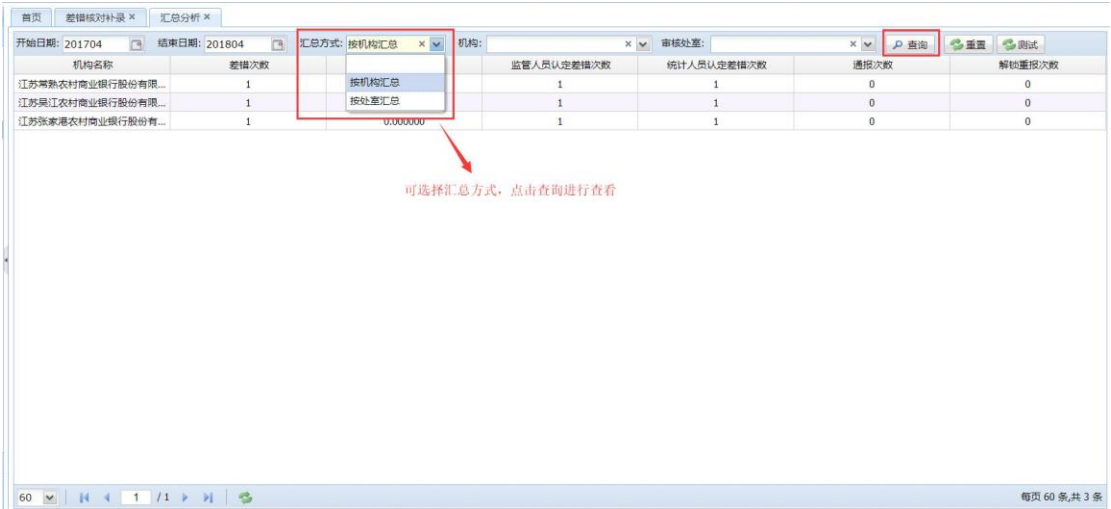 首页 差错核对补录 × 汇总分析 ×
开始日期: 201704 结束日期: 201804 汇总方式: 按机构汇总 × 机构: × 审核处室: × 查询 重置 测试
机构名称 差错次数 监管人员认定差错次数 统计人员认定差错次数 通报次数 解锁重报次数
按机构汇总
江苏常熟农村商业银行股份有限... 1 1 1 0 0
按处室汇总
江苏吴江农村商业银行股份有限... 1 1 1 0 0
江苏张家港农村商业银行股份有... 1 0.000000 1 1 0 0
可选择汇总方式，点击查询进行查看
60 1 /1 每页 60 条,共 3 条